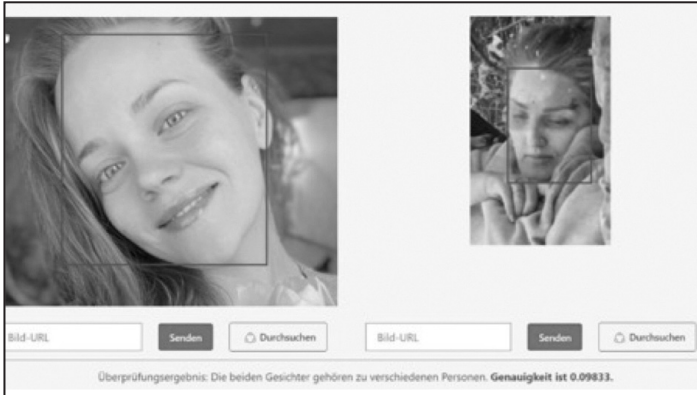 Bild-URL Senden Durchsuchen Bild-URL Senden Durchsuchen
Überprüfungsergebnis: Die beiden Gesichter gehören zu verschiedenen Personen. Genauigkeit ist 0.09833.